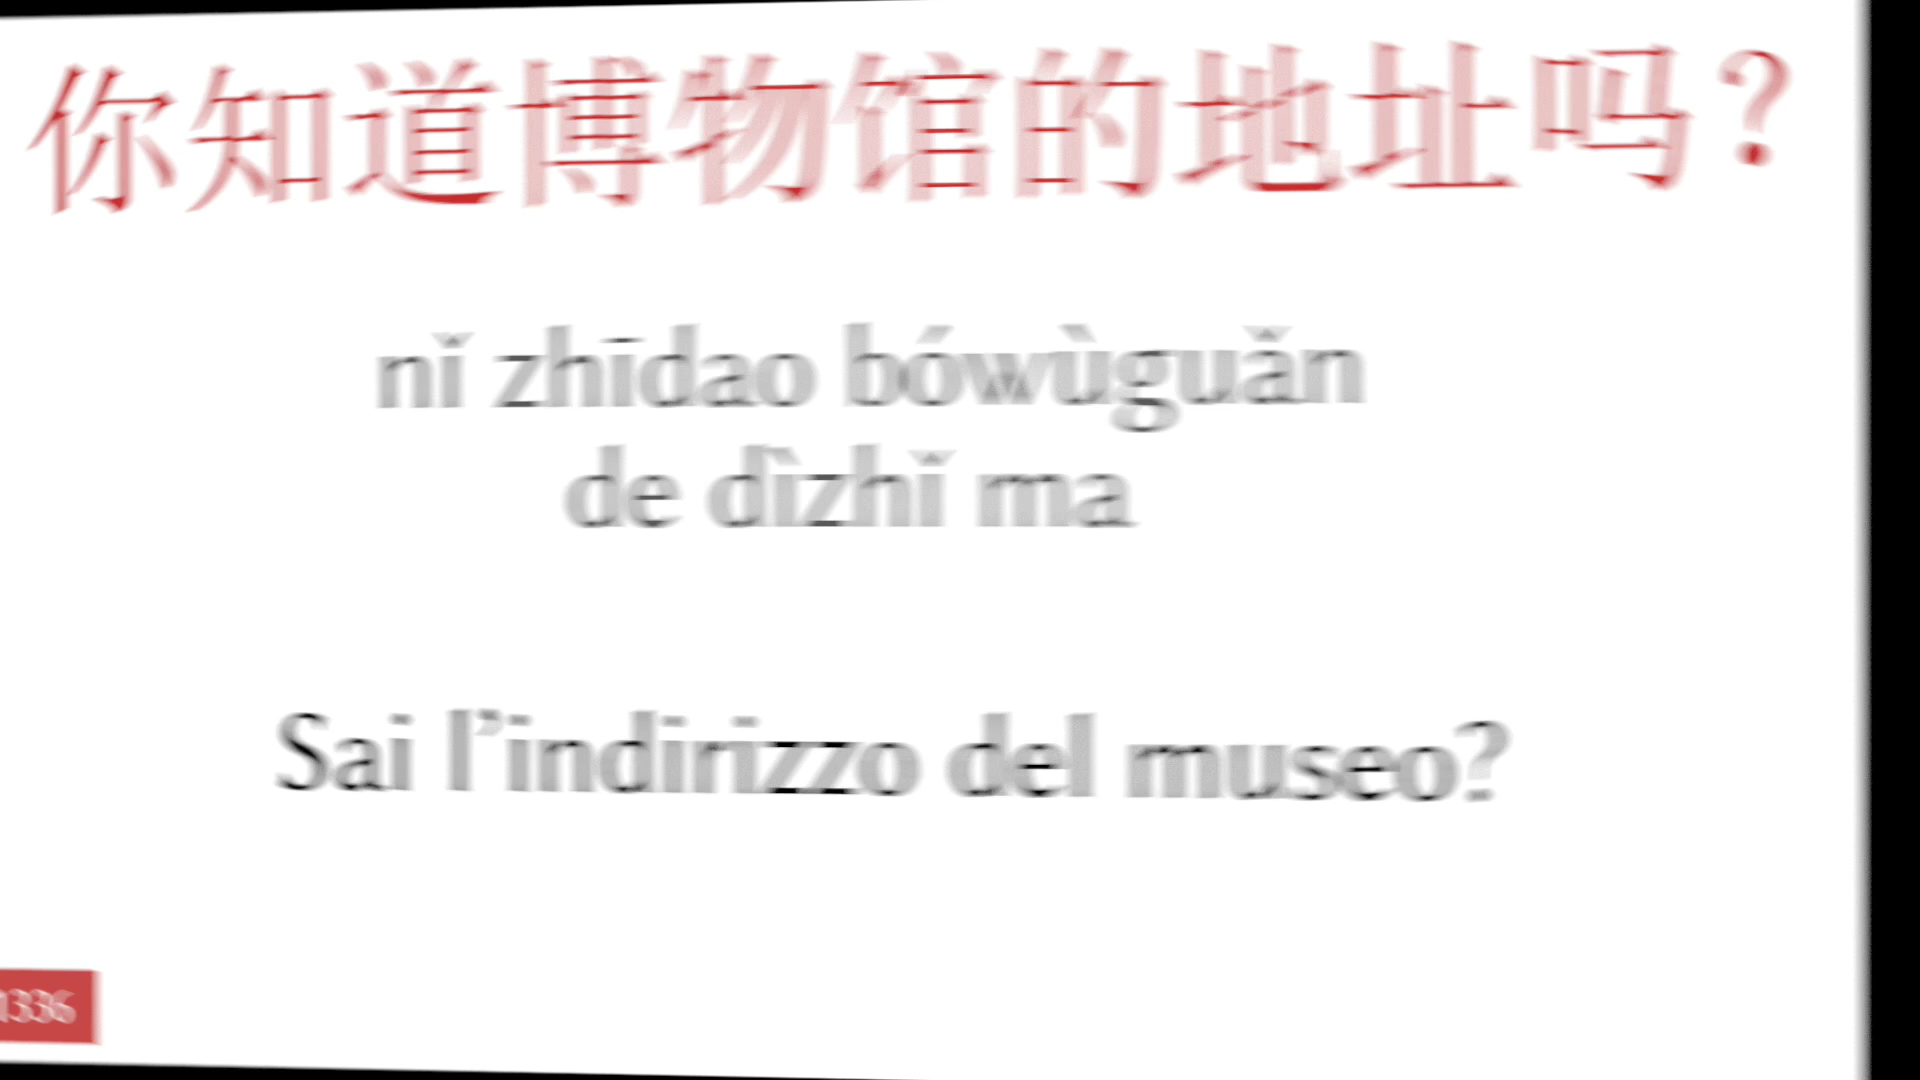 你知道博物馆的地址吗？
nǐ zhīdao bówùguǎn
de dìzhǐ ma
Sai l’indirizzo del museo?
1336